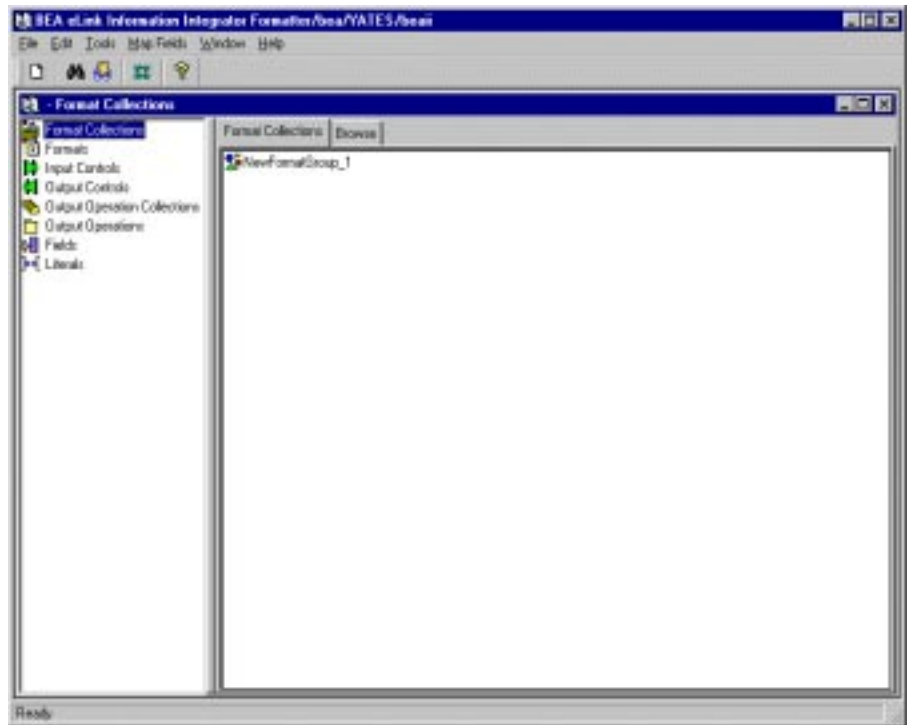 BEA eLink Information Integrator Formatter/bea/YATES/beaii
File Edit Tools Map Fields Window Help
- Format Collections
Format Collections
Formats
Input Controls
Output Controls
Output Operation Collections
Output Operations
Fields
Literals
Format Collections Browse
NewFormatGroup_1
Ready